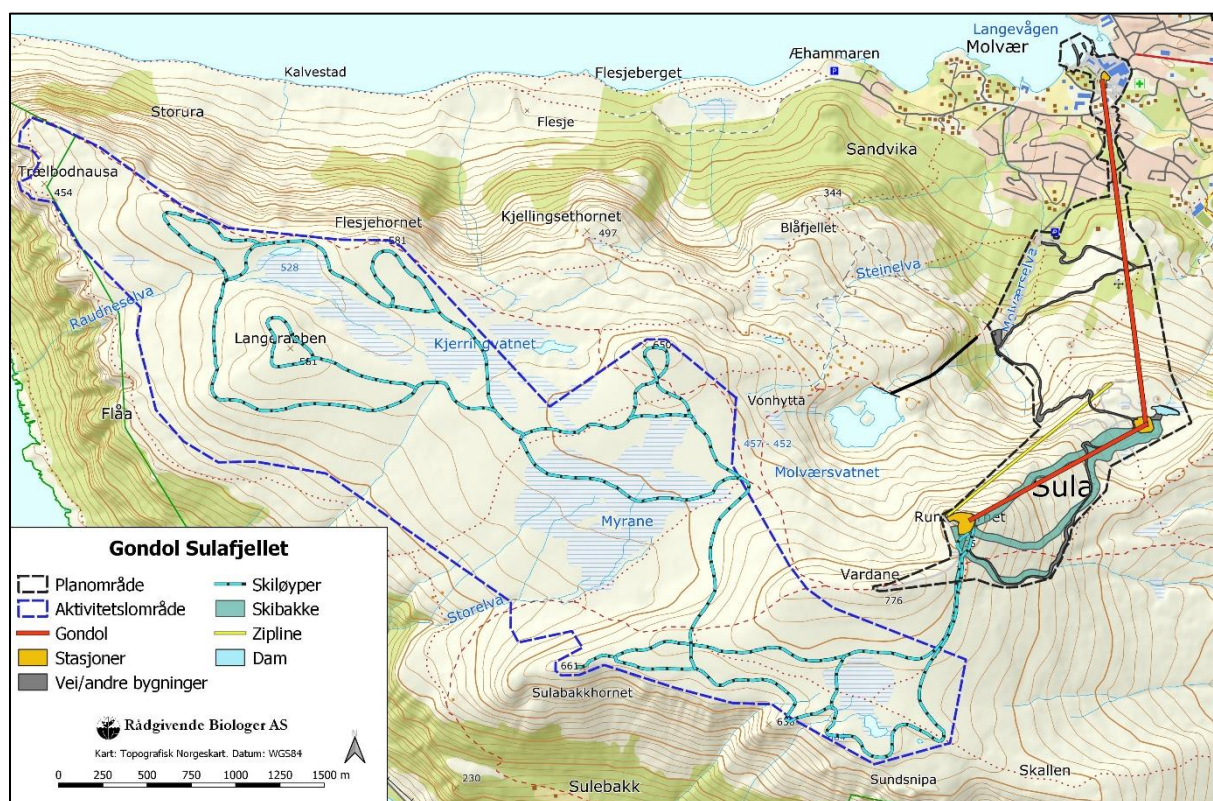 Langevågen
Molvær
Æhammaren
P
Kalvestad
Flesjeberget
Storura
Flesje
Sandvika
Trælbodnausa
454
344
Flesjehornet
581
Kjellingsethornet
497
Blåfjellet
P
528
Steinelva
Molværselva
Raudneselva
Langerabben
561
Kjerringvatnet
650
Vonhytta
Flåa
457 - 452
Molværsvatnet
Sula
Myrane
Vardane
776
Storelva
661
Sulabakkhornet
Sundsnipa
Skallen
230
Sulebakk
Gondol Sulafjellet
Planområde
Skiløyper
Aktivitetslområde
Skibakke
Gondol
Zipline
Stasjoner
Dam
Vei/andre bygninger
Rådgivende Biologer AS
Kart: Topografisk Norgeskart. Datum: WGS84
N
0 250 500 750 1000 1250 1500 m